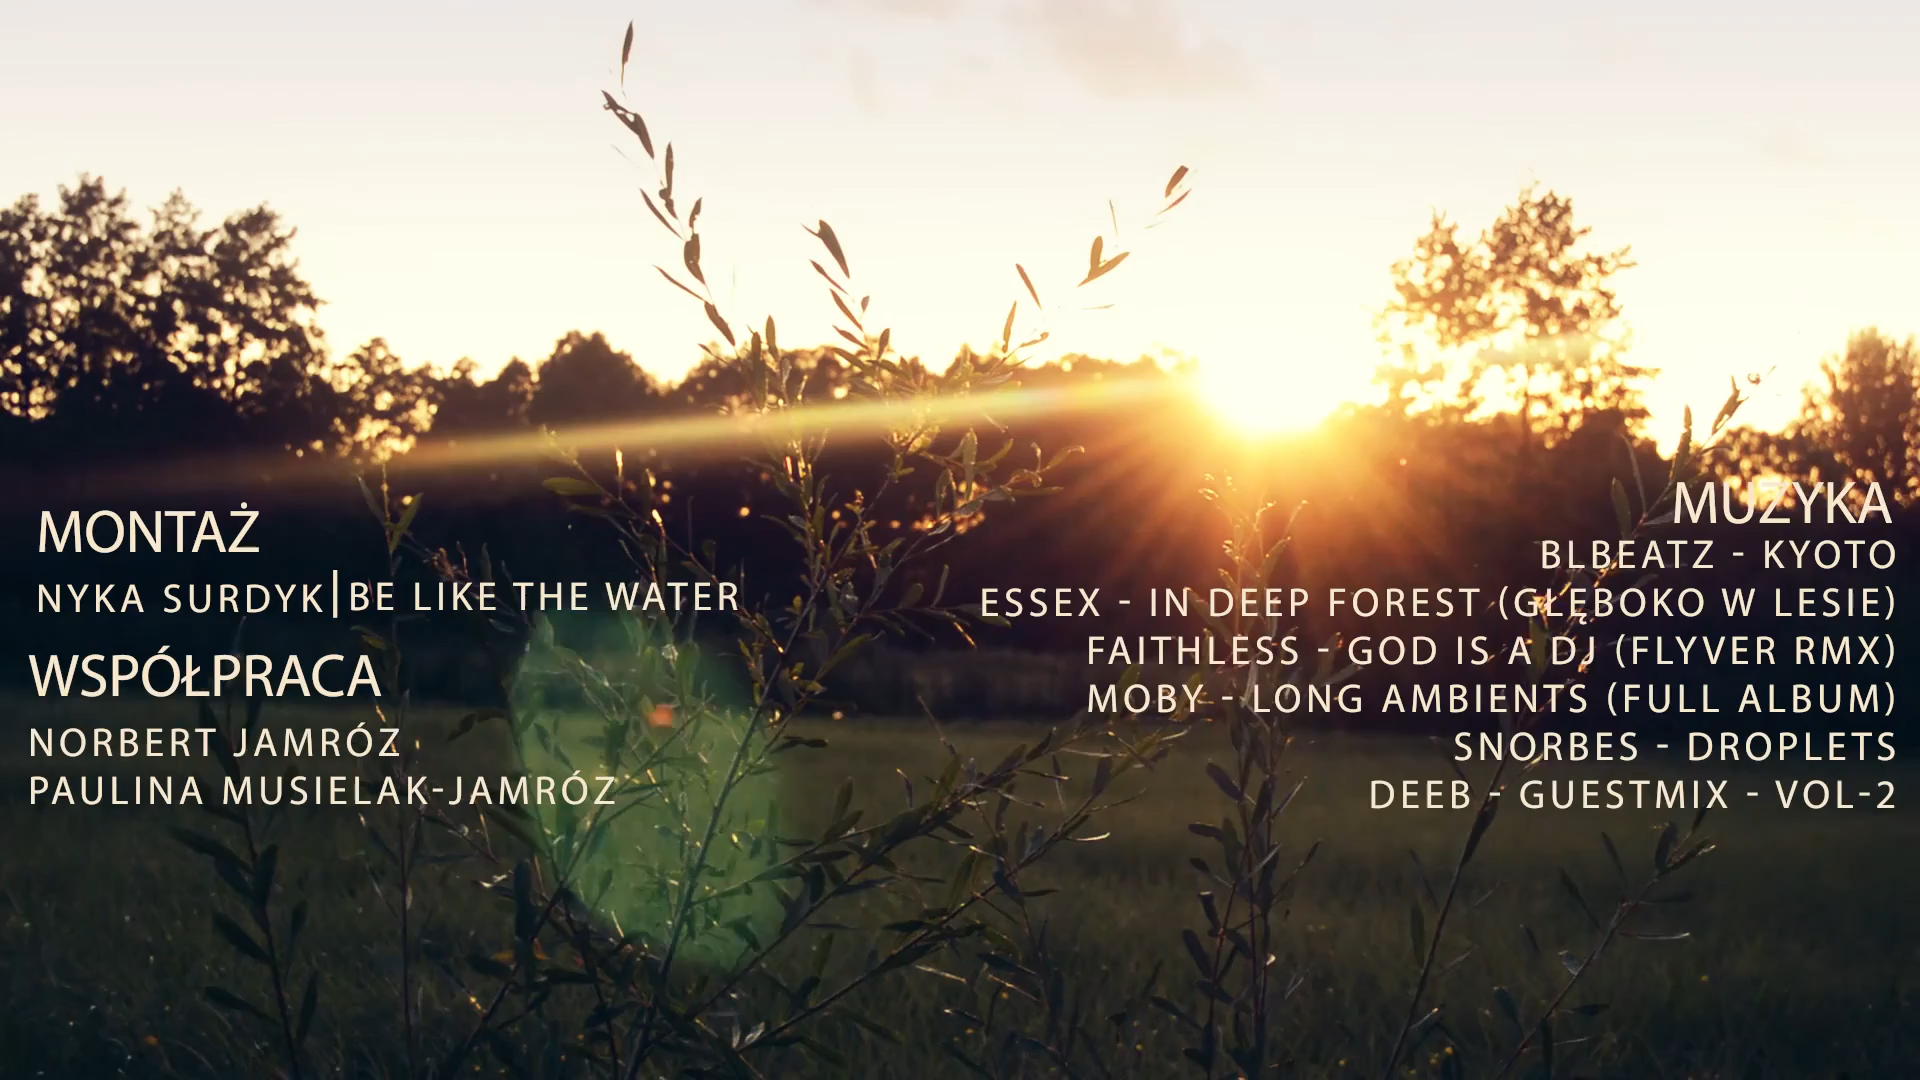 MONTAŻ
NYKA SURDYK|BE LIKE THE WATER
WSPÓŁPRACA
NORBERT JAMRÓZ
PAULINA MUSIELAK-JAMRÓZ
MUZYKA
BLBEATZ - KYOTO
ESSEX - IN DEEP FOREST (GŁĘBOKO W LESIE)
FAITHLESS - GOD IS A DJ (FLYVER RMX)
MOBY - LONG AMBIENTS (FULL ALBUM)
SNORBES - DROPLETS
DEEB - GUESTMIX - VOL-2